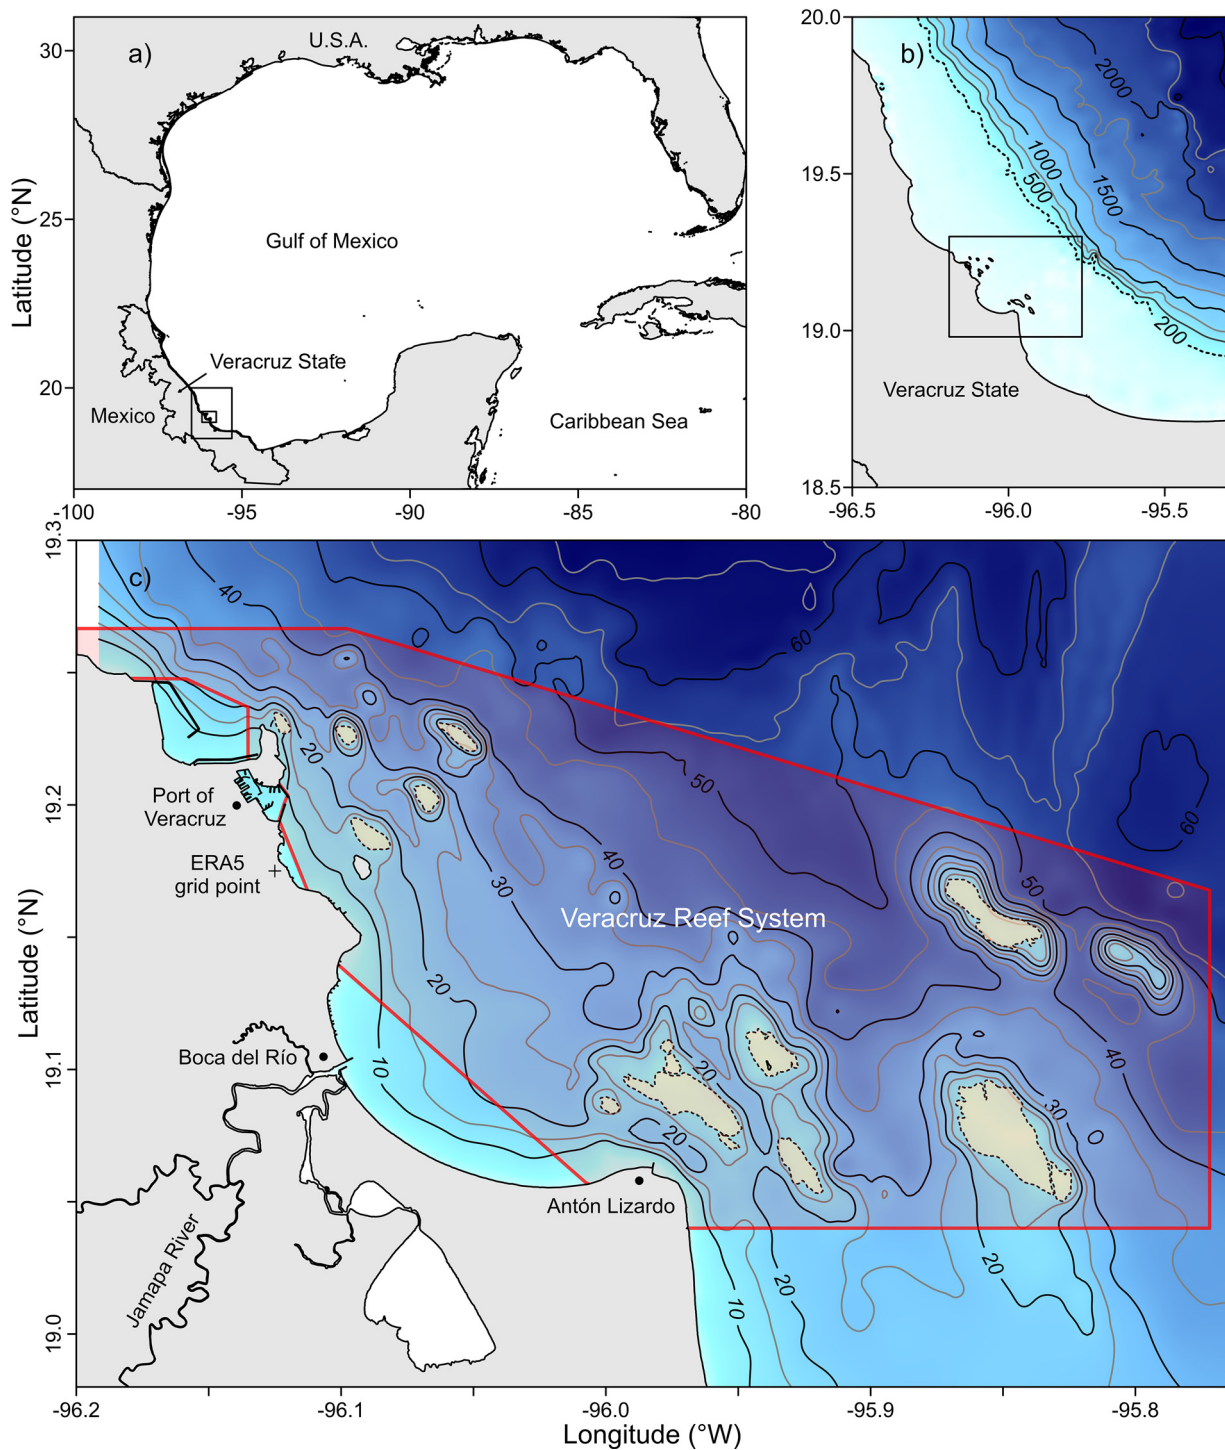 a)
U.S.A.
Gulf of Mexico
Veracruz State
Mexico
Caribbean Sea
30
25
20
Latitude (°N)
-100
-95
-90
-85
-80
b)
2000
1500
1000
500
200
Veracruz State
20.0
19.5
19.0
18.5
-96.5
-96.0
-95.5
c)
40
60
20
50
60
Port of
Veracruz
ERA5
grid point
40
30
50
Veracruz Reef System
20
40
Boca del Río
10
20
30
20
Antón Lizardo
Jamapa River
10
20
20
19.3
19.2
19.1
19.0
Latitude (°N)
-96.2
-96.1
-96.0
-95.9
-95.8
Longitude (°W)